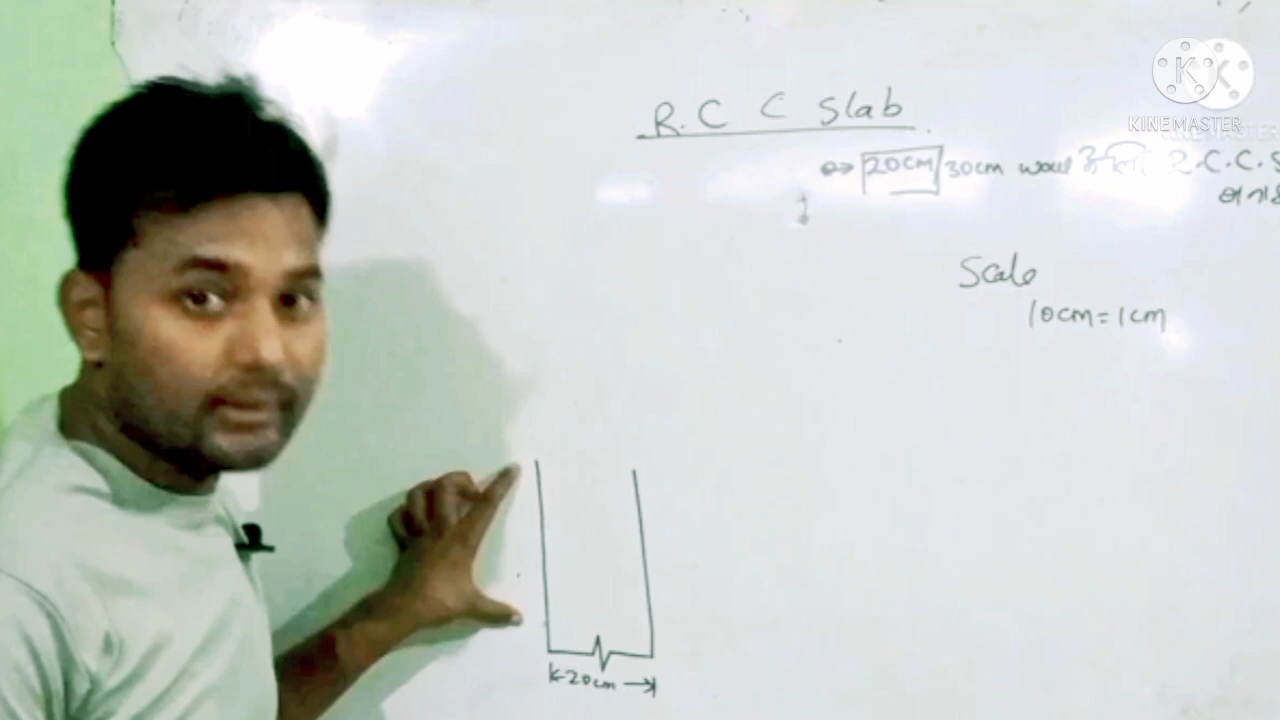 R.C C Slab
20CM 30cm wall के लिए R.C.C.S
Scale
10cm=1cm
20cm
KINEMASTER